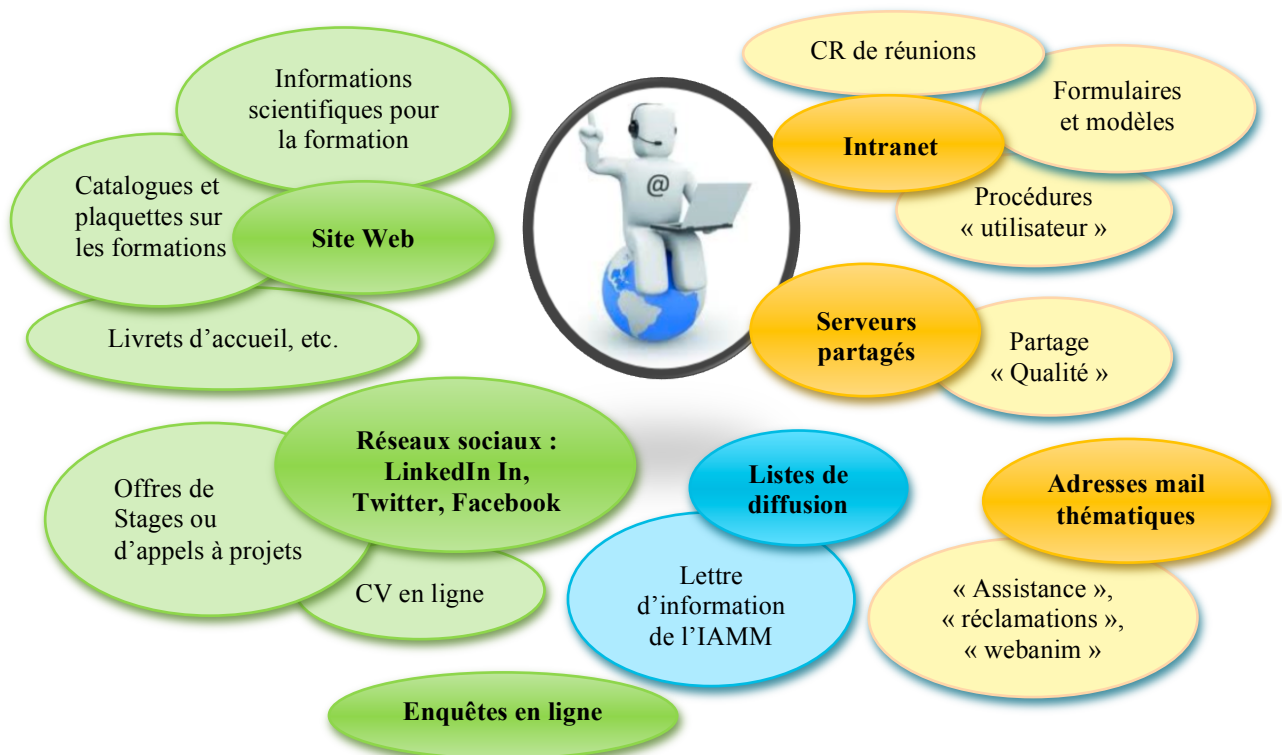 Informations
scientifiques pour
la formation
Catalogues et
plaquettes sur
les formations
Site Web
Livrets d’accueil, etc.
@
CR de réunions
Formulaires
et modèles
Intranet
Procédures
« utilisateur »
Serveurs
partagés
Partage
« Qualité »
Réseaux sociaux :
LinkedIn In,
Twitter, Facebook
Offres de
Stages ou
d’appels à projets
CV en ligne
Listes de
diffusion
Lettre
d’information
de l’IAMM
Adresses mail
thématiques
« Assistance »,
« réclamations »,
« webanim »
Enquêtes en ligne